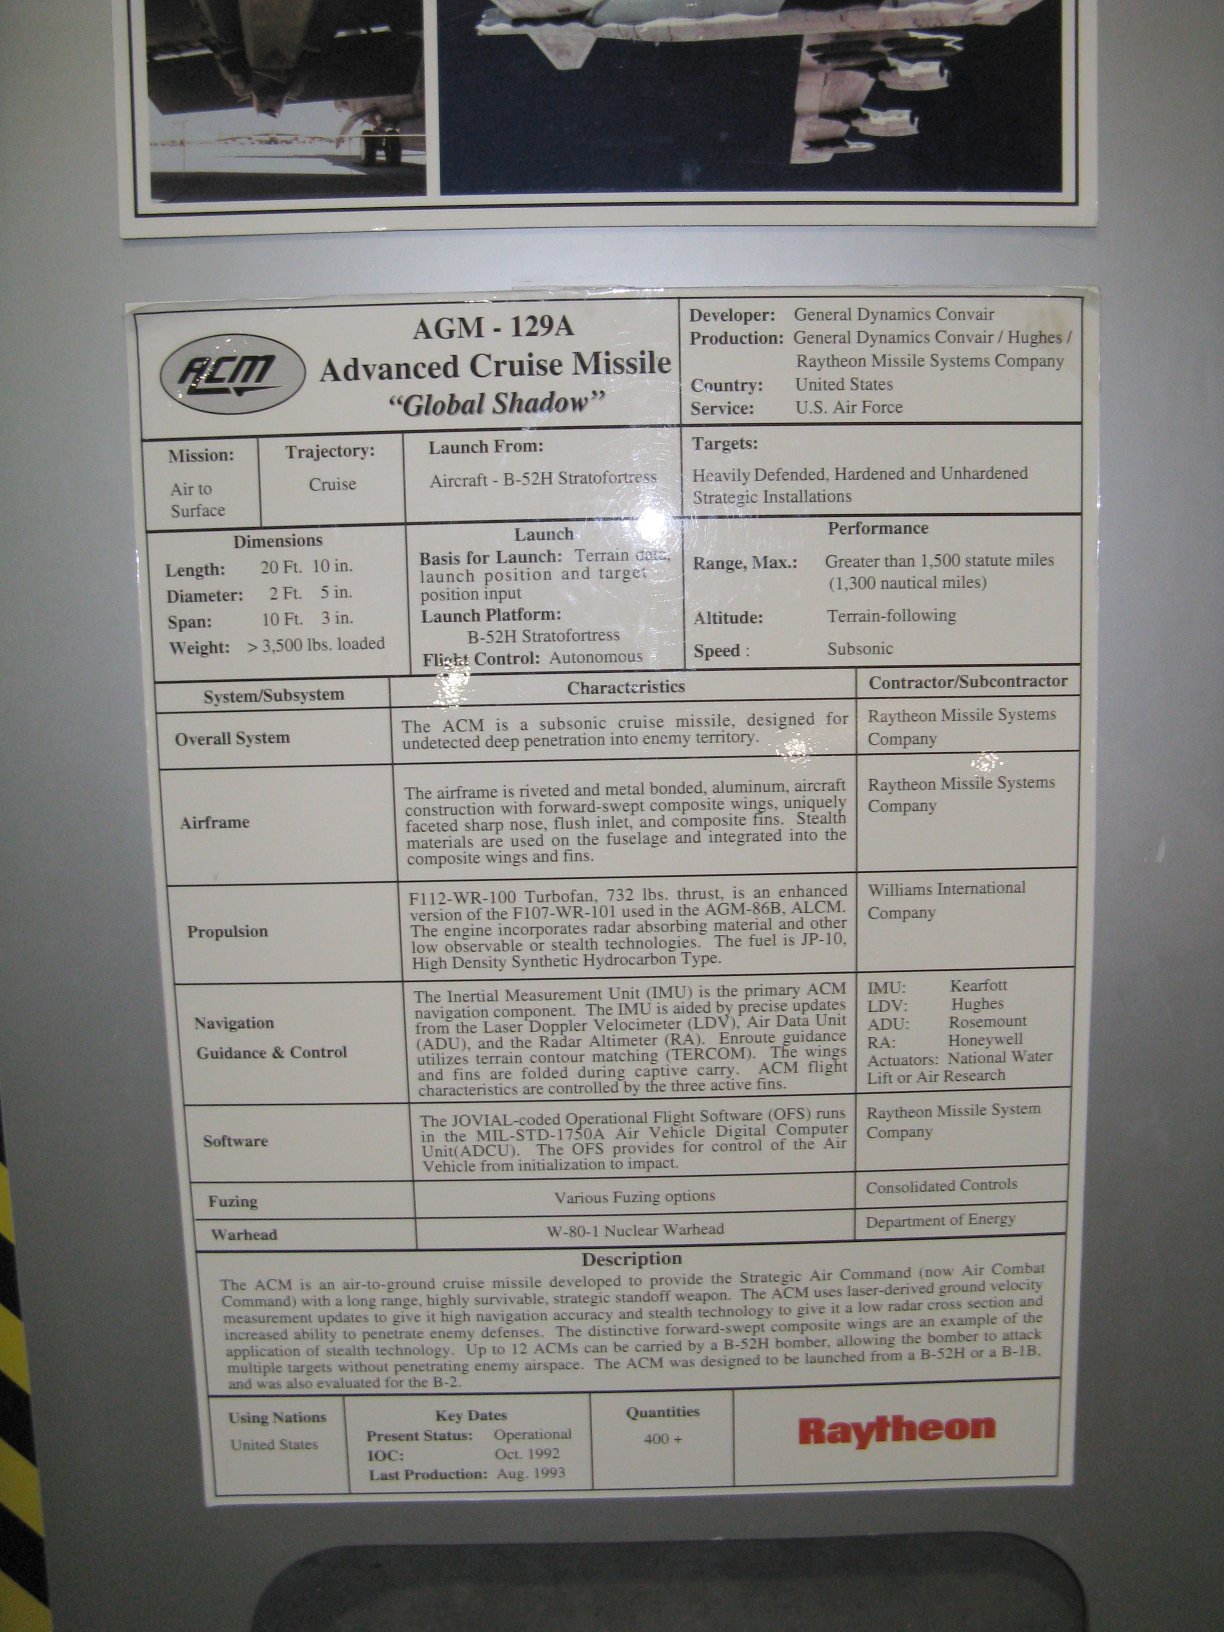 ACM
AGM - 129A
Advanced Cruise Missile
“Global Shadow”
Developer: General Dynamics Convair
Production: General Dynamics Convair / Hughes /
Raytheon Missile Systems Company
Country: United States
Service: U.S. Air Force
Mission:
Air to
Surface
Trajectory:
Cruise
Launch From:
Aircraft - B-52H Stratofortress
Targets:
Heavily Defended, Hardened and Unhardened
Strategic Installations
Dimensions
Length: 20 Ft. 10 in.
Diameter: 2 Ft. 5 in.
Span: 10 Ft. 3 in.
Weight: > 3,500 lbs. loaded
Launch
Basis for Launch: Terrain data,
launch position and target
position input
Launch Platform:
B-52H Stratofortress
Flight Control: Autonomous
Performance
Range, Max.: Greater than 1,500 statute miles
(1,300 nautical miles)
Altitude: Terrain-following
Speed : Subsonic
System/Subsystem
Characteristics
Contractor/Subcontractor
Overall System
The ACM is a subsonic cruise missile, designed for
undetected deep penetration into enemy territory.
Raytheon Missile Systems
Company
Airframe
The airframe is riveted and metal bonded, aluminum, aircraft
construction with forward-swept composite wings, uniquely
faceted sharp nose, flush inlet, and composite fins. Stealth
materials are used on the fuselage and integrated into the
composite wings and fins.
Raytheon Missile Systems
Company
Propulsion
F112-WR-100 Turbofan, 732 lbs. thrust, is an enhanced
version of the F107-WR-101 used in the AGM-86B, ALCM.
The engine incorporates radar absorbing material and other
low observable or stealth technologies. The fuel is JP-10,
High Density Synthetic Hydrocarbon Type.
Williams International
Company
Navigation
Guidance & Control
The Inertial Measurement Unit (IMU) is the primary ACM
navigation component. The IMU is aided by precise updates
from the Laser Doppler Velocimeter (LDV), Air Data Unit
(ADU), and the Radar Altimeter (RA). Enroute guidance
utilizes terrain contour matching (TERCOM). The wings
and fins are folded during captive carry. ACM flight
characteristics are controlled by the three active fins.
IMU: Kearfott
LDV: Hughes
ADU: Rosemount
RA: Honeywell
Actuators: National Water
Lift or Air Research
Software
The JOVIAL-coded Operational Flight Software (OFS) runs
in the MIL-STD-1750A Air Vehicle Digital Computer
Unit(ADCU). The OFS provides for control of the Air
Vehicle from initialization to impact.
Raytheon Missile System
Company
Fuzing
Various Fuzing options
Consolidated Controls
Warhead
W-80-1 Nuclear Warhead
Department of Energy
Description
The ACM is an air-to-ground cruise missile developed to provide the Strategic Air Command (now Air Combat
Command) with a long range, highly survivable, strategic standoff weapon. The ACM uses laser-derived ground velocity
measurement updates to give it high navigation accuracy and stealth technology to give it a low radar cross section and
increased ability to penetrate enemy defenses. The distinctive forward-swept composite wings are an example of the
application of stealth technology. Up to 12 ACMs can be carried by a B-52H bomber, allowing the bomber to attack
multiple targets without penetrating enemy airspace. The ACM was designed to be launched from a B-52H or a B-1B,
and was also evaluated for the B-2.
Using Nations
United States
Key Dates
Present Status: Operational
IOC: Oct. 1992
Last Production: Aug. 1993
Quantities
400 +
Raytheon